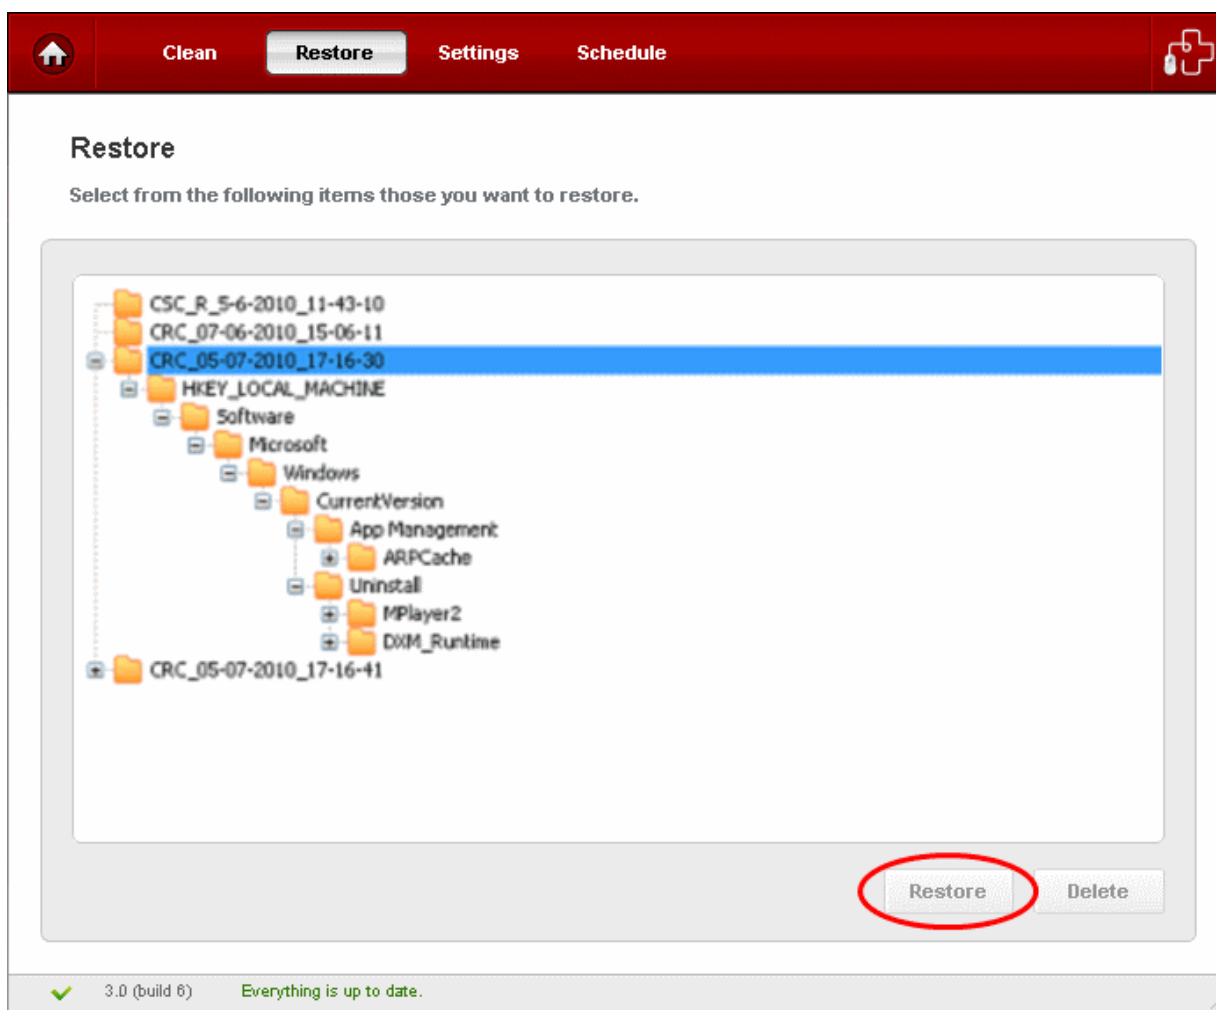 Clean Restore Settings Schedule
Restore
Select from the following items those you want to restore.
CSC_R_5-6-2010_11-43-10
CRC_07-06-2010_15-06-11
CRC_05-07-2010_17-16-30
HKEY_LOCAL_MACHINE
Software
Microsoft
Windows
CurrentVersion
App Management
ARPCache
Uninstall
MPlayer2
DXM_Runtime
CRC_05-07-2010_17-16-41
Restore Delete
3.0 (build 6) Everything is up to date.